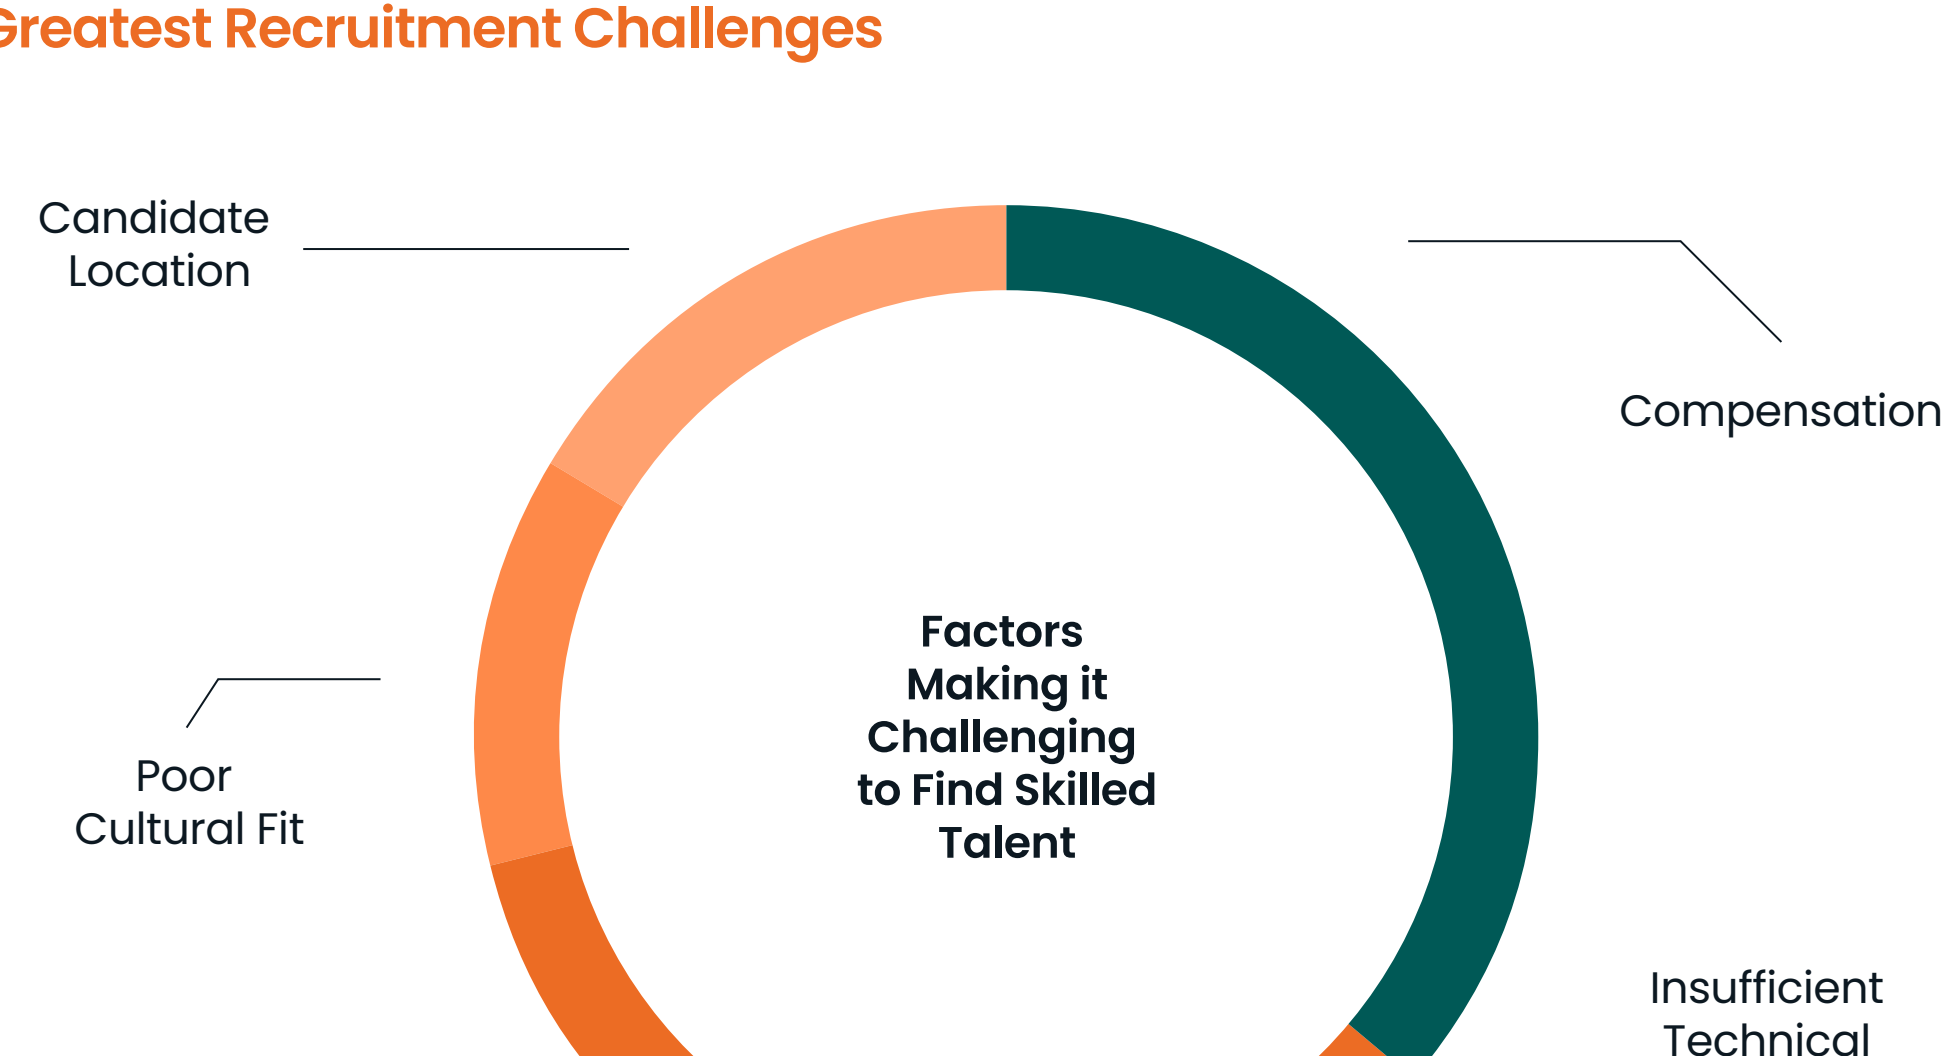 Greatest Recruitment Challenges
Candidate
Location
Compensation
Poor
Cultural Fit
Factors
Making it
Challenging
to Find Skilled
Talent
Insufficient
Technical